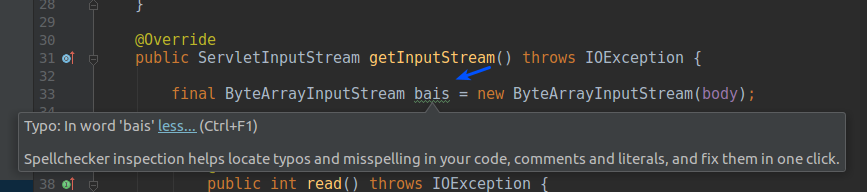 28 }
29
30 @Override
31 public ServletInputStream getInputStream() throws IOException {
32
33 final ByteArrayInputStream bais = new ByteArrayInputStream(body);
Typo: In word 'bais' less... (Ctrl+F1)
Spellchecker inspection helps locate typos and misspelling in your code, comments and literals, and fix them in one click.
38 public int read() throws IOException {